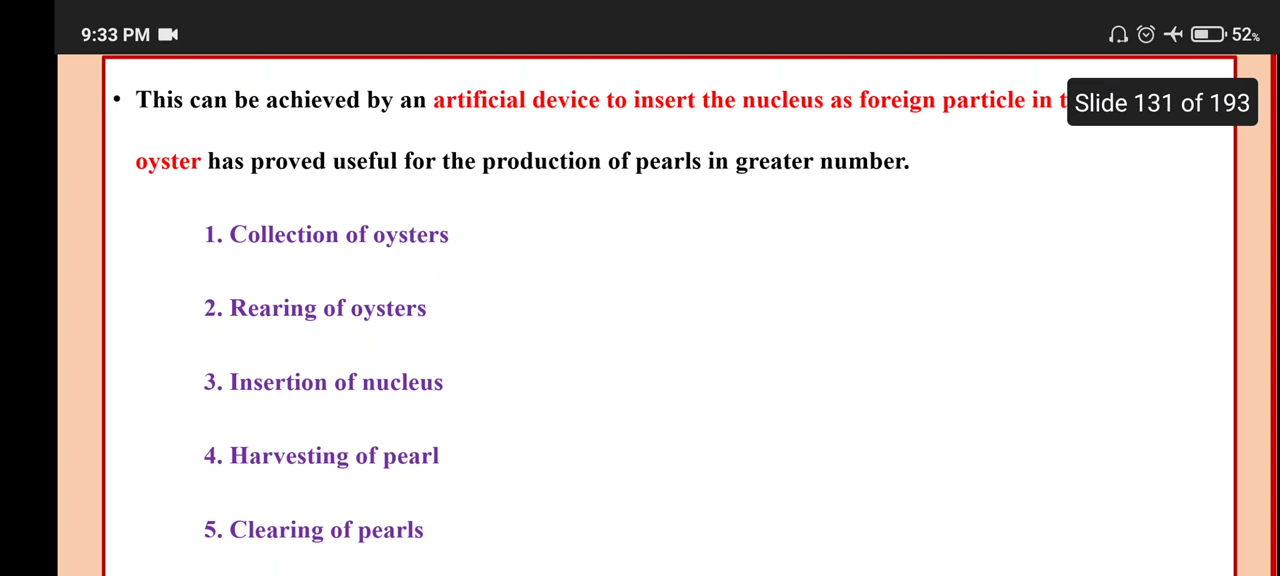 9:33 PM
52%
• This can be achieved by an artificial device to insert the nucleus as foreign particle in
Slide 131 of 193
oyster has proved useful for the production of pearls in greater number.
1. Collection of oysters
2. Rearing of oysters
3. Insertion of nucleus
4. Harvesting of pearl
5. Clearing of pearls